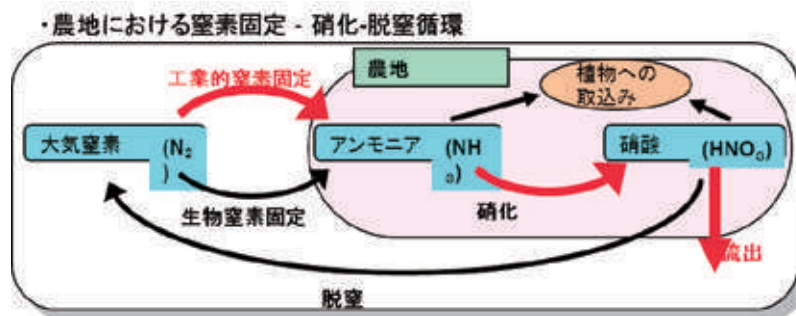 ・農地における窒素固定 - 硝化-脱窒循環
工業的窒素固定
農地
植物への
取込み
大気窒素
(N₂
)
アンモニア
(NH
₃)
硝酸
(HNO₃)
生物窒素固定
硝化
流出
脱窒